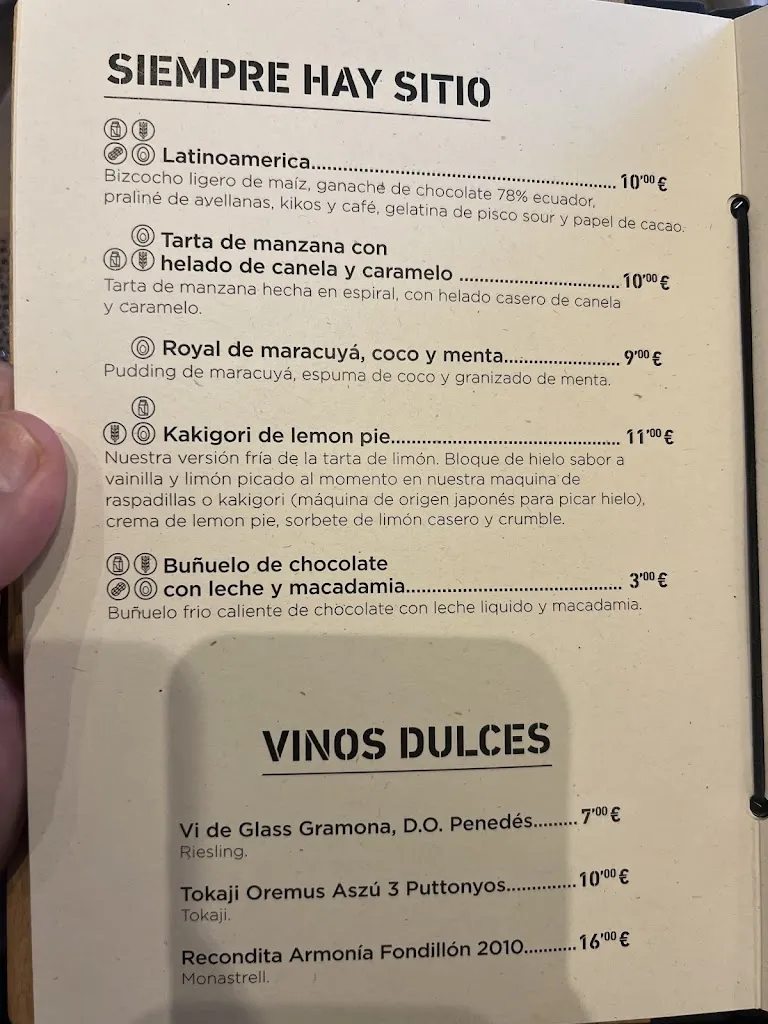 SIEMPRE HAY SITIO
Latinoamerica.......................................................... 10'00 €
Bizcocho ligero de maíz, ganache de chocolate 78% ecuador,
praliné de avellanas, kikos y café, gelatina de pisco sour y papel de cacao.
Tarta de manzana con
helado de canela y caramelo ............................... 10'00 €
Tarta de manzana hecha en espiral, con helado casero de canela
y caramelo.
Royal de maracuyá, coco y menta...................... 9'00 €
Pudding de maracuyá, espuma de coco y granizado de menta.
Kakigori de lemon pie............................................ 11'00 €
Nuestra versión fría de la tarta de limón. Bloque de hielo sabor a
vainilla y limón picado al momento en nuestra maquina de
raspadillas o kakigori (máquina de origen japonés para picar hielo),
crema de lemon pie, sorbete de limón casero y crumble.
Buñuelo de chocolate
con leche y macadamia.......................................... 3'00 €
Buñuelo frio caliente de chocolate con leche liquido y macadamia.
VINOS DULCES
Vi de Glass Gramona, D.O. Penedés........ 7'00 €
Riesling.
Tokaji Oremus Aszú 3 Puttonyos............. 10'00 €
Tokaji.
Recondita Armonía Fondillón 2010.......... 16'00 €
Monastrell.